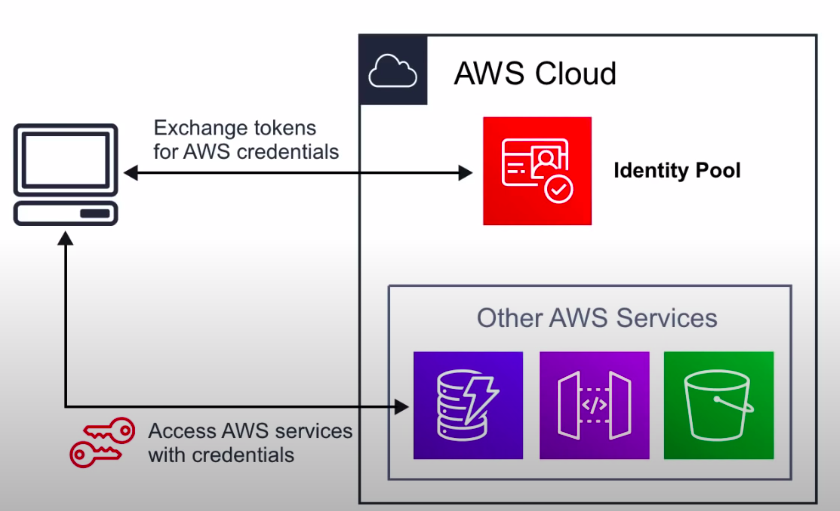 AWS Cloud
Exchange tokens
for AWS credentials
Identity Pool
Other AWS Services
</>
Access AWS services
with credentials